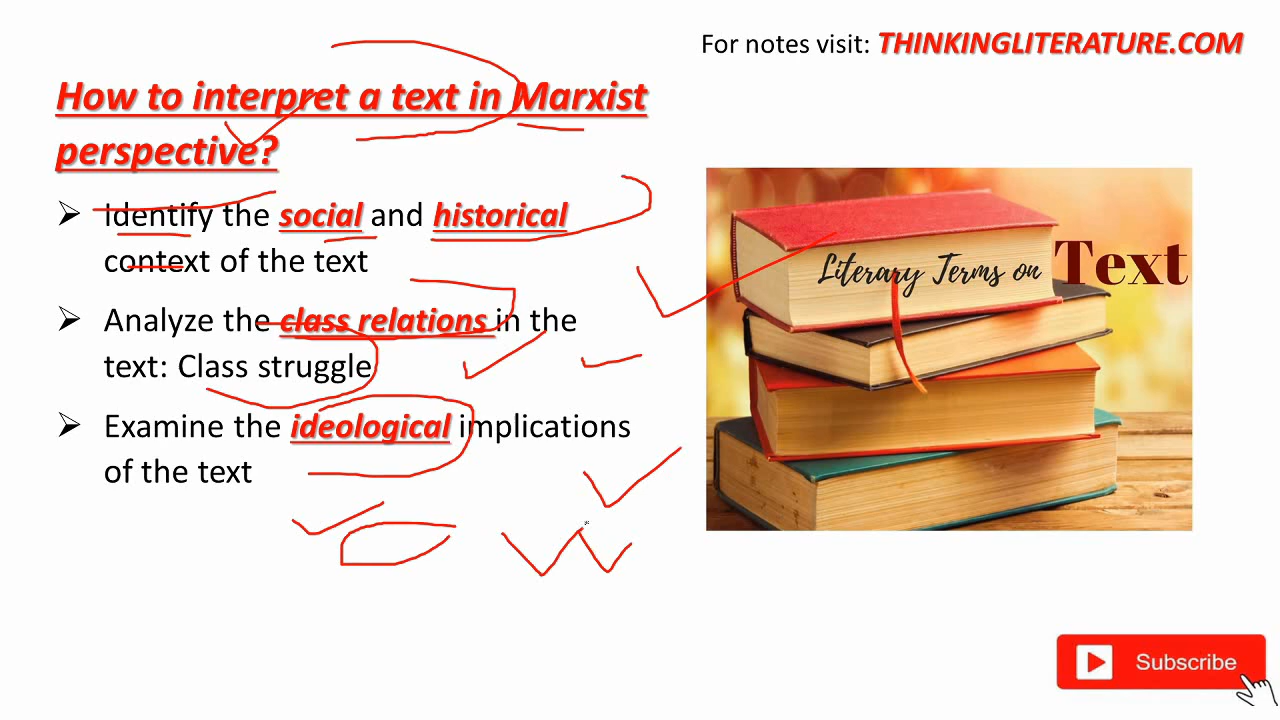 For notes visit: THINKINGLITERATURE.COM
How to interpret a text in Marxist
perspective?
➢ Identify the social and historical
context of the text
➢ Analyze the class relations in the
text: Class struggle
➢ Examine the ideological implications
of the text
Literary Terms on Text
Subscribe